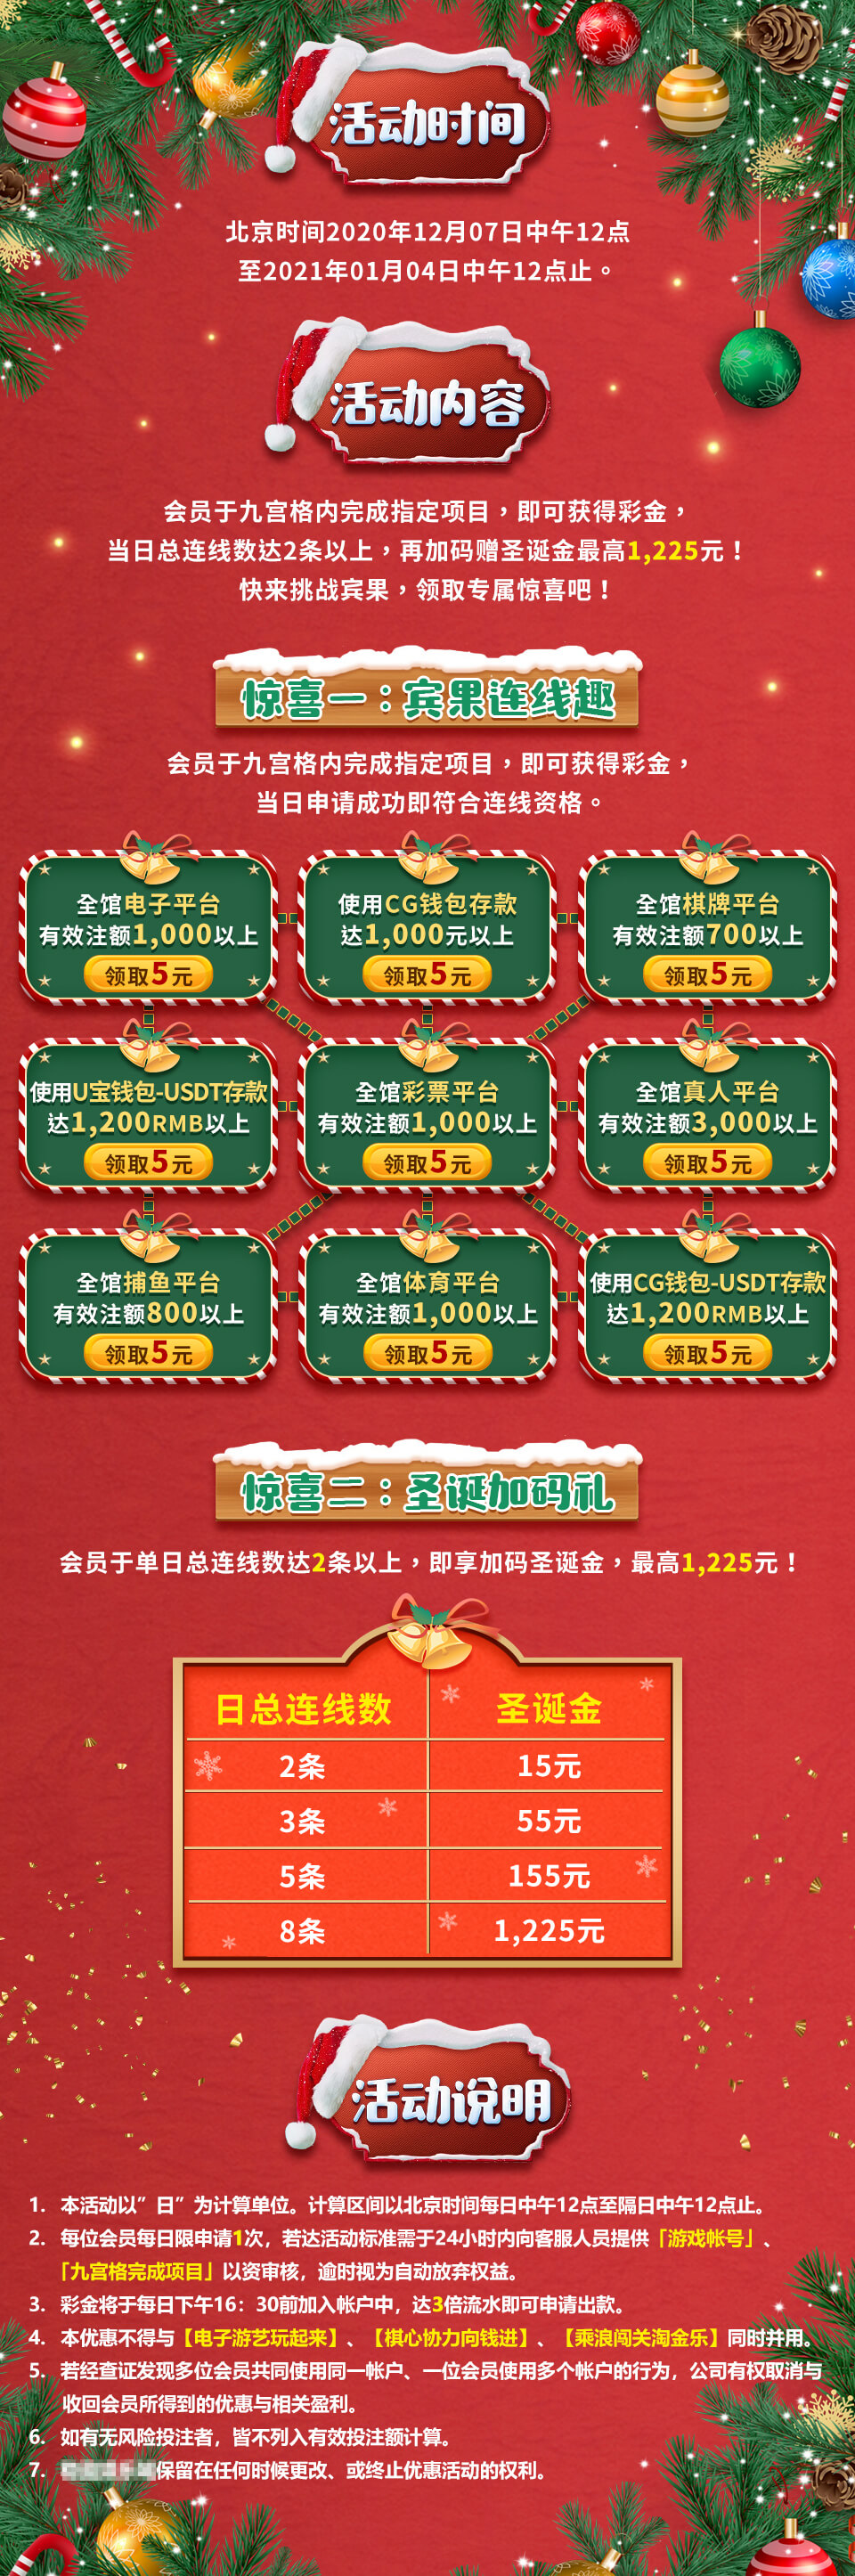 活动时间
北京时间2020年12月07日中午12点
至2021年01月04日中午12点止。
活动内容
会员于九宫格内完成指定项目，即可获得彩金，
当日总连线数达2条以上，再加码赠圣诞金最高1,225元！
快来挑战宾果，领取专属惊喜吧！
惊喜一：宾果连线趣
会员于九宫格内完成指定项目，即可获得彩金，
当日申请成功即符合连线资格。
全馆电子平台
有效注额1,000以上
领取5元
使用CG钱包存款
达1,000元以上
领取5元
全馆棋牌平台
有效注额700以上
领取5元
使用U宝钱包-USDT存款
达1,200RMB以上
领取5元
全馆彩票平台
有效注额1,000以上
领取5元
全馆真人平台
有效注额3,000以上
领取5元
全馆捕鱼平台
有效注额800以上
领取5元
全馆体育平台
有效注额1,000以上
领取5元
使用CG钱包-USDT存款
达1,200RMB以上
领取5元
惊喜二：圣诞加码礼
会员于单日总连线数达2条以上，即享加码圣诞金，最高1,225元！
日总连线数 圣诞金
2条 15元
3条 55元
5条 155元
8条 1,225元
活动说明
1. 本活动以”日”为计算单位。计算区间以北京时间每日中午12点至隔日中午12点止。
2. 每位会员每日限申请1次，若达活动标准需于24小时内向客服人员提供「游戏帐号」、
「九宫格完成项目」以资审核，逾时视为自动放弃权益。
3. 彩金将于每日下午16：30前加入帐户中，达3倍流水即可申请出款。
4. 本优惠不得与【电子游艺玩起来】、【棋心协力向钱进】、【乘浪闯关淘金乐】同时并用。
5. 若经查证发现多位会员共同使用同一帐户、一位会员使用多个帐户的行为，公司有权取消与
收回会员所得到的优惠与相关盈利。
6. 如有无风险投注者，皆不列入有效投注额计算。
7. 保留在任何时候更改、或终止优惠活动的权利。